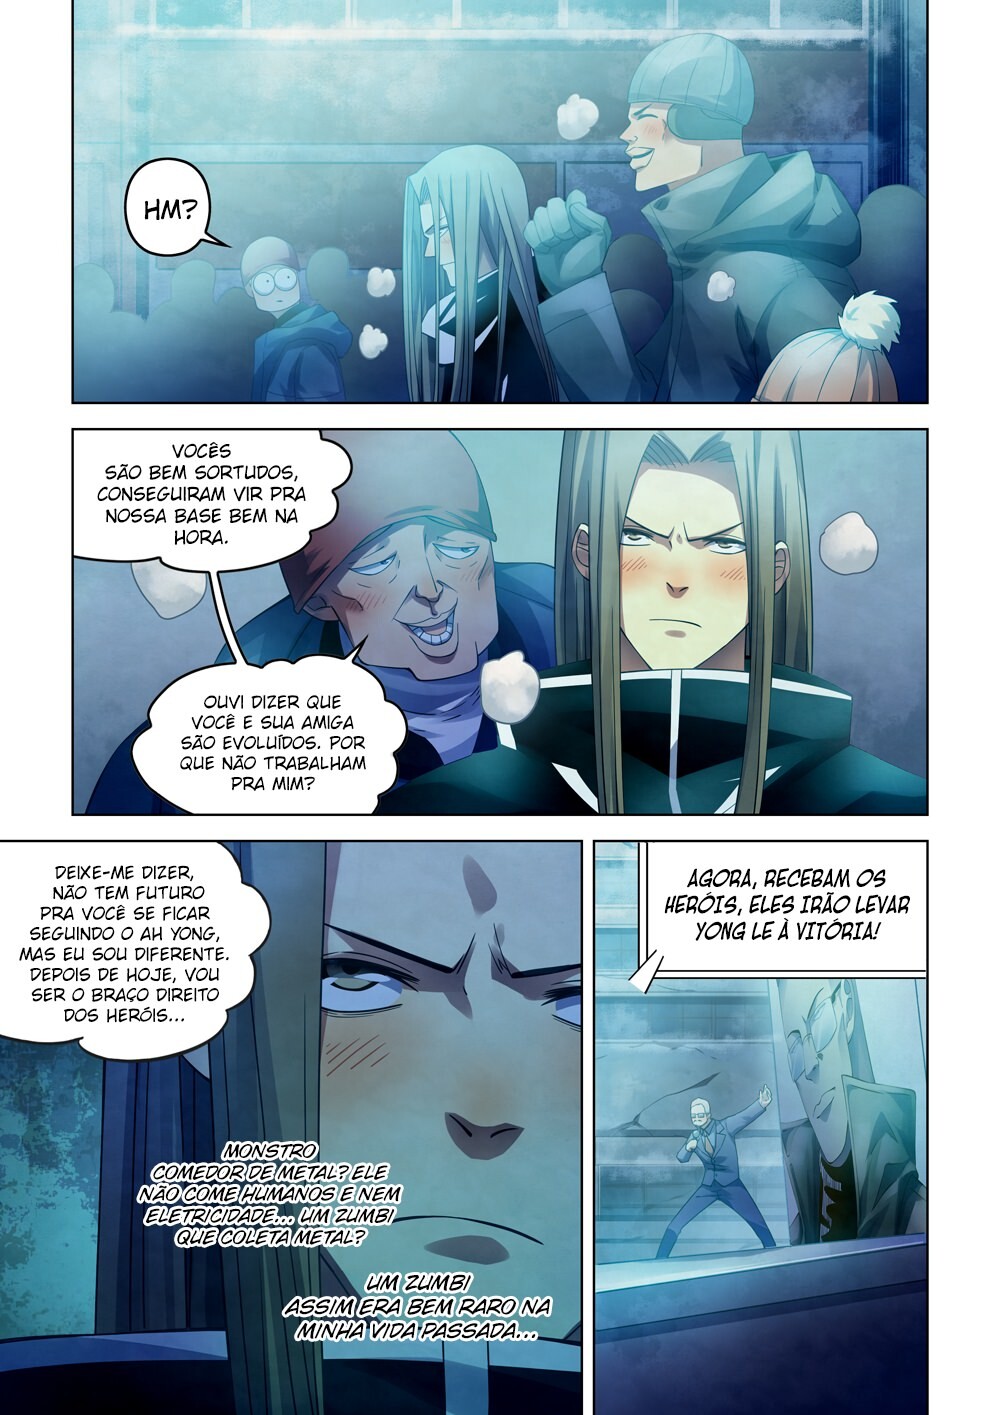 HM?
VOCÊS
SÃO BEM SORTUDOS,
CONSEGUIRAM VIR PRA
NOSSA BASE BEM NA
HORA.
OUVI DIZER QUE
VOCÊ E SUA AMIGA
SÃO EVOLUÍDOS. POR
QUE NÃO TRABALHAM
PRA MIM?
DEIXE-ME DIZER,
NÃO TEM FUTURO
PRA VOCÊ SE FICAR
SEGUINDO O AH YONG,
MAS EU SOU DIFERENTE.
DEPOIS DE HOJE, VOU
SER O BRAÇO DIREITO
DOS HERÓIS...
MONSTRO
COMEDOR DE METAL? ELE
NÃO COME HUMANOS E NEM
ELETRICIDADE... UM ZUMBI
QUE COLETA METAL?
UM ZUMBI
ASSIM ERA BEM RARO NA
MINHA VIDA PASSADA...
AGORA, RECEBAM OS
HERÓIS, ELES IRÃO LEVAR
YONG LE À VITÓRIA!